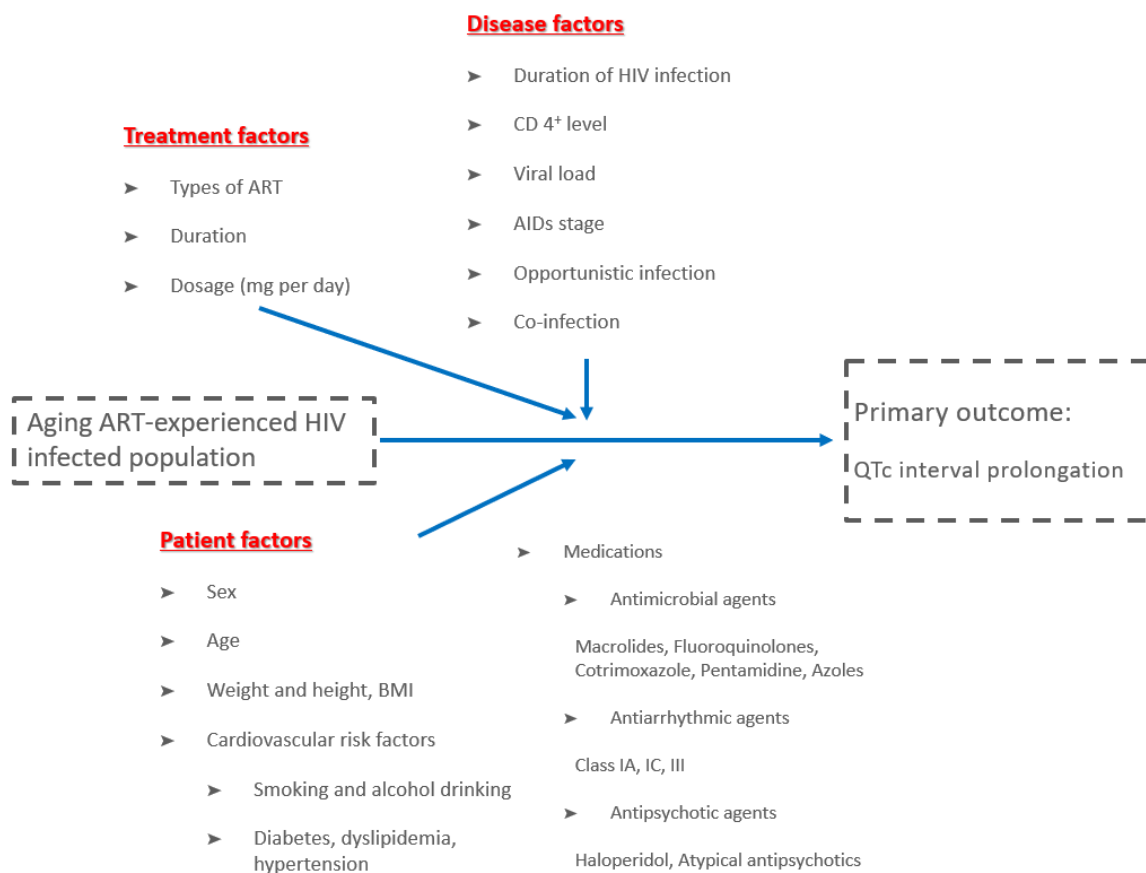 Disease factors
➤ Duration of HIV infection
➤ CD 4⁺ level
➤ Viral load
➤ AIDs stage
➤ Opportunistic infection
➤ Co-infection
Treatment factors
➤ Types of ART
➤ Duration
➤ Dosage (mg per day)
Aging ART-experienced HIV
infected population
Primary outcome:
QTc interval prolongation
Patient factors
➤ Sex
➤ Age
➤ Weight and height, BMI
➤ Cardiovascular risk factors
➤ Smoking and alcohol drinking
➤ Diabetes, dyslipidemia,
hypertension
➤ Medications
➤ Antimicrobial agents
Macrolides, Fluoroquinolones,
Cotrimoxazole, Pentamidine, Azoles
➤ Antiarrhythmic agents
Class IA, IC, III
➤ Antipsychotic agents
Haloperidol, Atypical antipsychotics